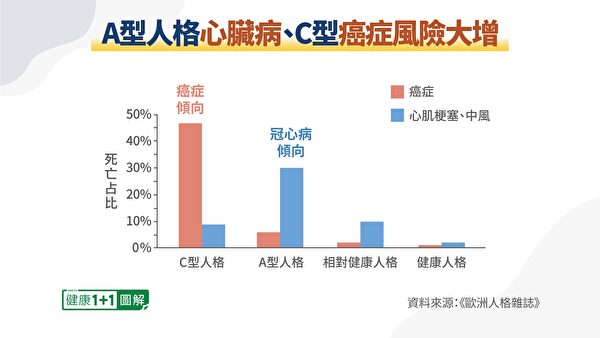 A型人格心臟病、C型癌症風險大增
癌症
傾向
癌症
心肌梗塞、中風
冠心病
傾向
死亡占比
50%
40%
30%
20%
10%
0%
C型人格
A型人格
相對健康人格
健康人格
健康1+1 圖解
資料來源:《歐洲人格雜誌》